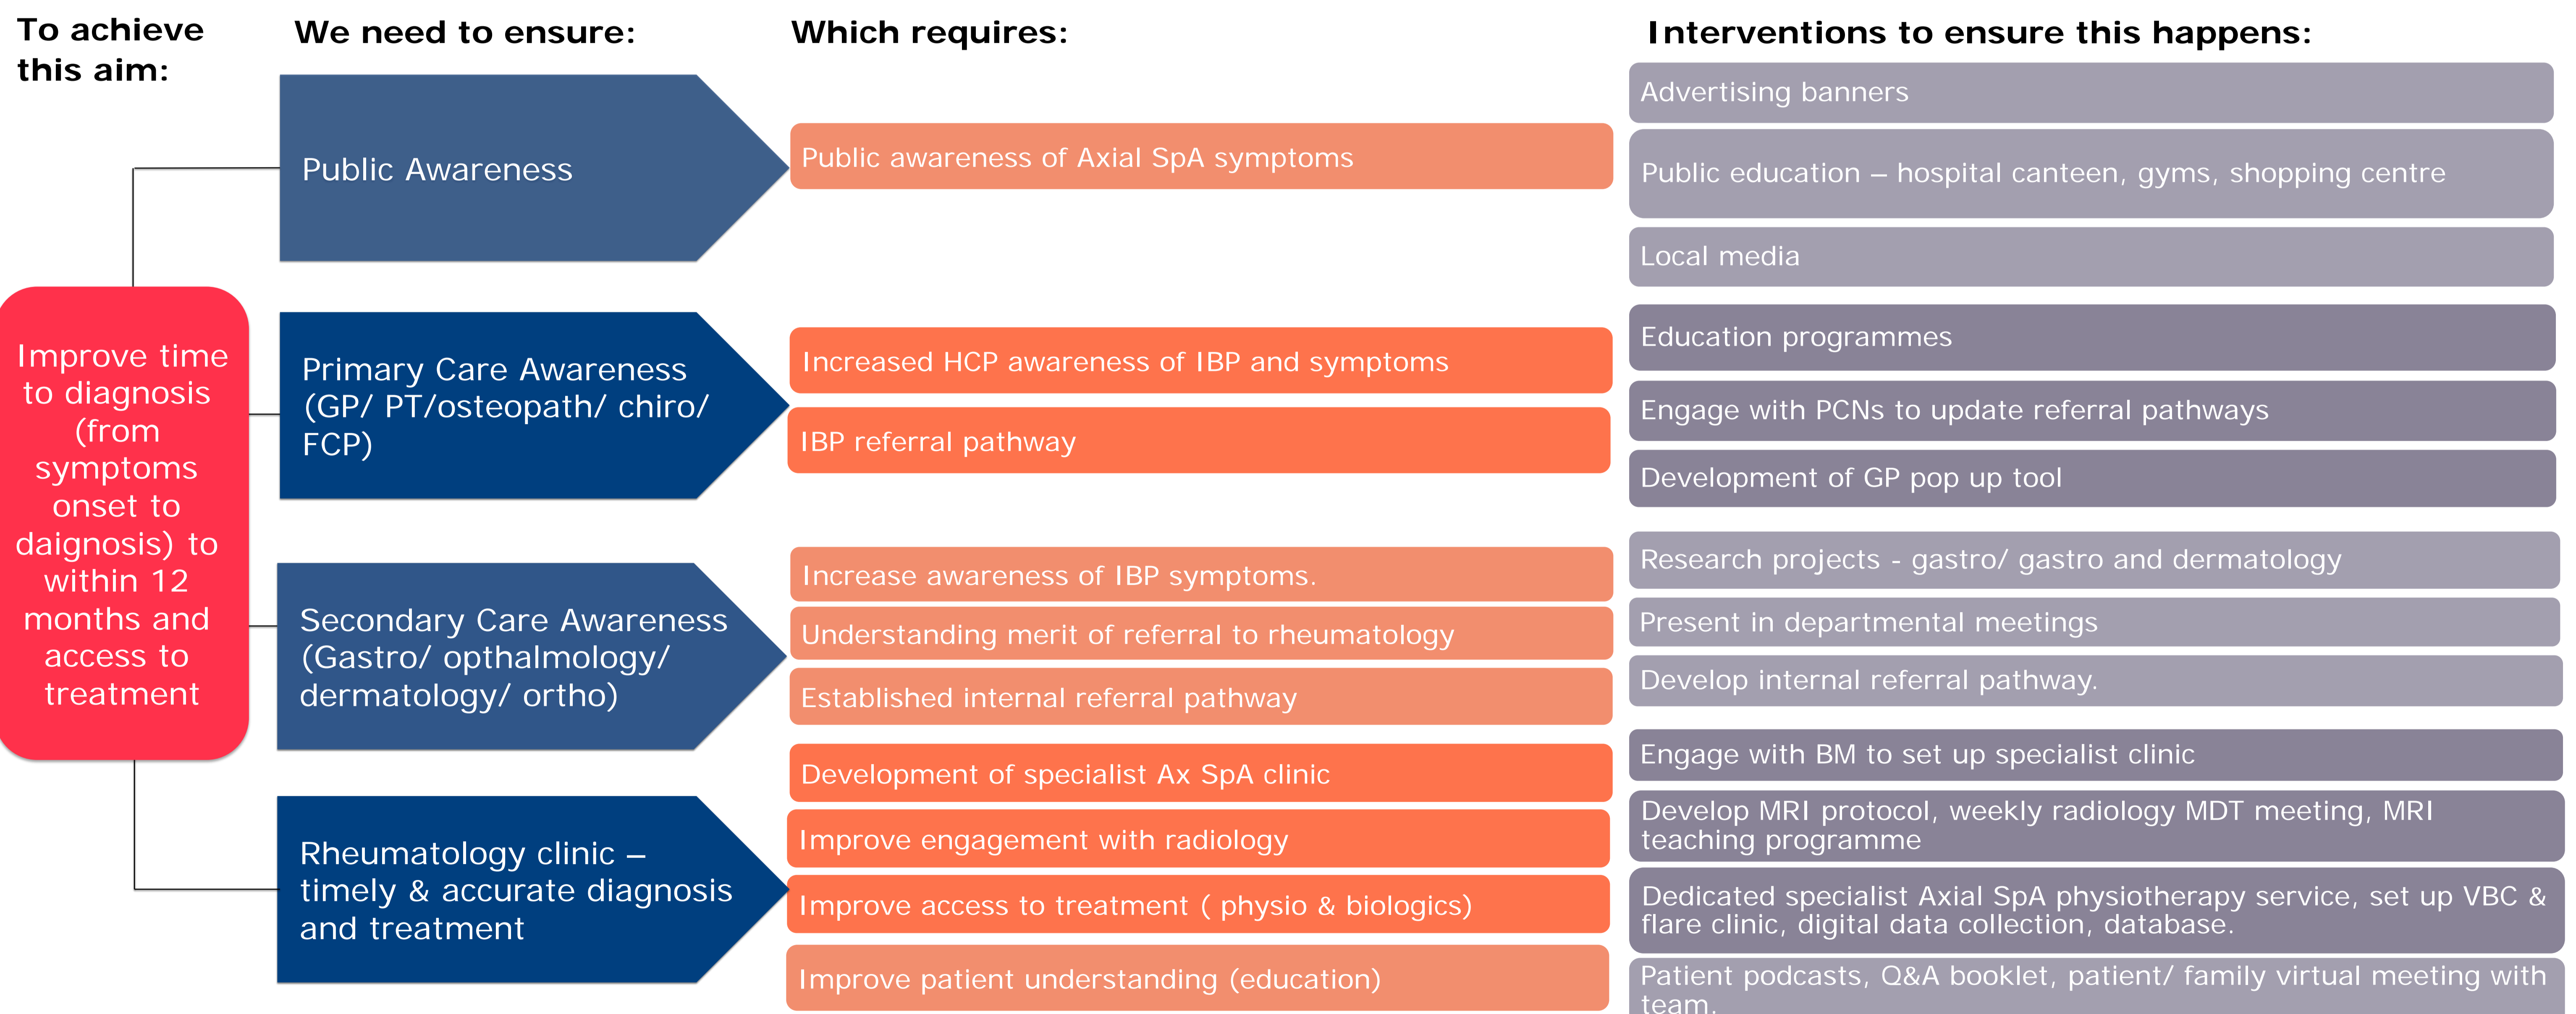 To achieve
this aim:
We need to ensure:
Which requires:
Interventions to ensure this happens:
Improve time
to diagnosis
(from
symptoms
onset to
daignosis) to
within 12
months and
access to
treatment
Public Awareness
Public awareness of Axial SpA symptoms
Advertising banners
Public education – hospital canteen, gyms, shopping centre
Local media
Primary Care Awareness
(GP/ PT/osteopath/ chiro/
FCP)
Increased HCP awareness of IBP and symptoms
IBP referral pathway
Education programmes
Engage with PCNs to update referral pathways
Development of GP pop up tool
Secondary Care Awareness
(Gastro/ opthalmology/
dermatology/ ortho)
Increase awareness of IBP symptoms.
Understanding merit of referral to rheumatology
Established internal referral pathway
Research projects - gastro/ gastro and dermatology
Present in departmental meetings
Develop internal referral pathway.
Rheumatology clinic –
timely & accurate diagnosis
and treatment
Development of specialist Ax SpA clinic
Improve engagement with radiology
Improve access to treatment ( physio & biologics)
Improve patient understanding (education)
Engage with BM to set up specialist clinic
Develop MRI protocol, weekly radiology MDT meeting, MRI
teaching programme
Dedicated specialist Axial SpA physiotherapy service, set up VBC &
flare clinic, digital data collection, database.
Patient podcasts, Q&A booklet, patient/ family virtual meeting with
team.